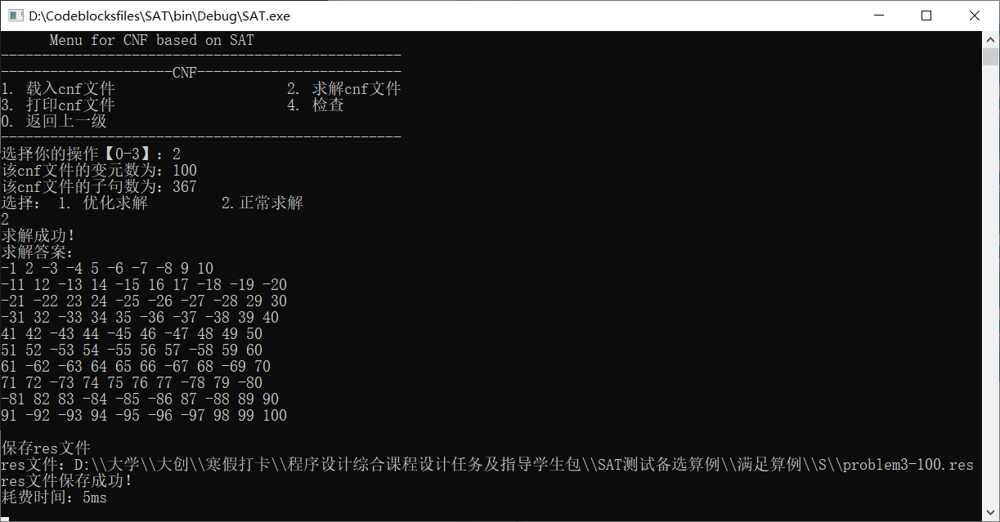 D:\Codeblocksfiles\SAT\bin\Debug\SAT.exe
Menu for CNF based on SAT
-------------------------------------------------
---------------------CNF-------------------------
1. 载入cnf文件                     2. 求解cnf文件
3. 打印cnf文件                     4. 检查
0. 返回上一级
-------------------------------------------------
选择你的操作【0-3】: 2
该cnf文件的变元数为: 100
该cnf文件的子句数为: 367
选择:  1. 优化求解         2.正常求解
2
求解成功!
求解答案:
-1 2 -3 -4 5 -6 -7 -8 9 10
-11 12 -13 14 -15 16 17 -18 -19 -20
-21 -22 23 24 -25 -26 -27 -28 29 30
-31 32 -33 34 35 -36 -37 -38 39 40
41 42 -43 44 -45 46 -47 48 49 50
51 52 -53 54 -55 56 57 -58 59 60
61 -62 -63 64 65 66 -67 68 -69 70
71 72 -73 74 75 76 77 -78 79 -80
-81 82 83 -84 -85 -86 87 -88 89 90
91 -92 -93 94 -95 -96 -97 98 99 100
保存res文件
res文件: D:\\大学\\大创\\寒假打卡\\程序设计综合课程设计任务及指导学生包\\SAT测试备选算例\\满足算例\\S\\problem3-100.res
res文件保存成功!
耗费时间: 5ms